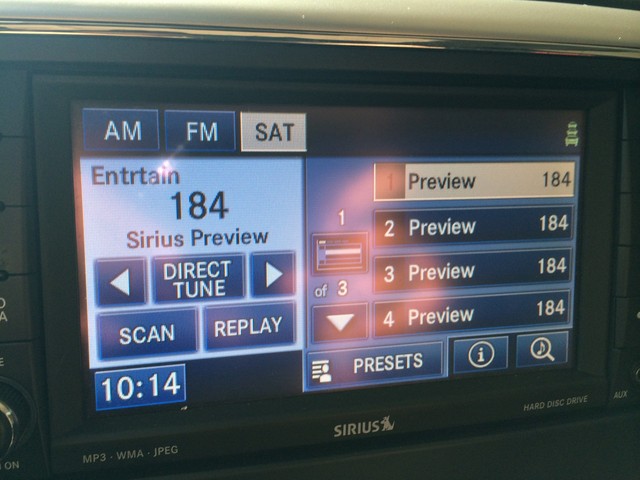 AM FM SAT
Entrtain
184
Sirius Preview
DIRECT
TUNE
SCAN REPLAY
10:14
1
of 3
1 Preview 184
2 Preview 184
3 Preview 184
4 Preview 184
PRESETS
SIRIUS
HARD DISC DRIVE
MP3 · WMA · JPEG
AUX
ON